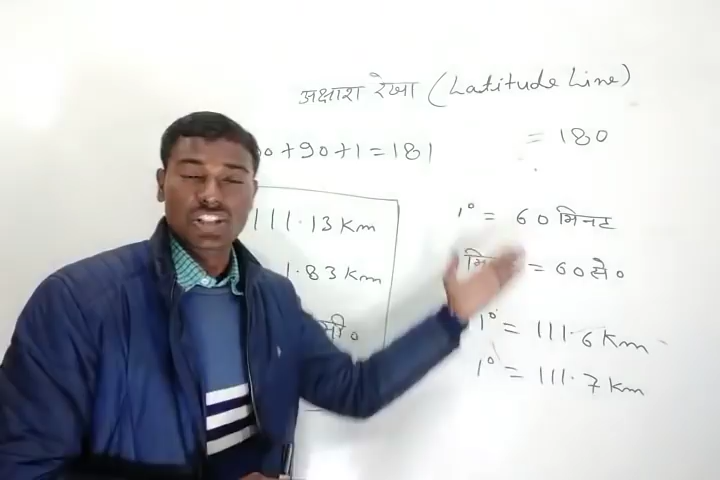 अक्षांश रेखा (Latitude Line)
0 + 90 + 1 = 181
= 180
111.13 Km
1° = 60 मिनट
1.83 Km
= 60 से०
1° = 111.6 Km
1° = 111.7 Km